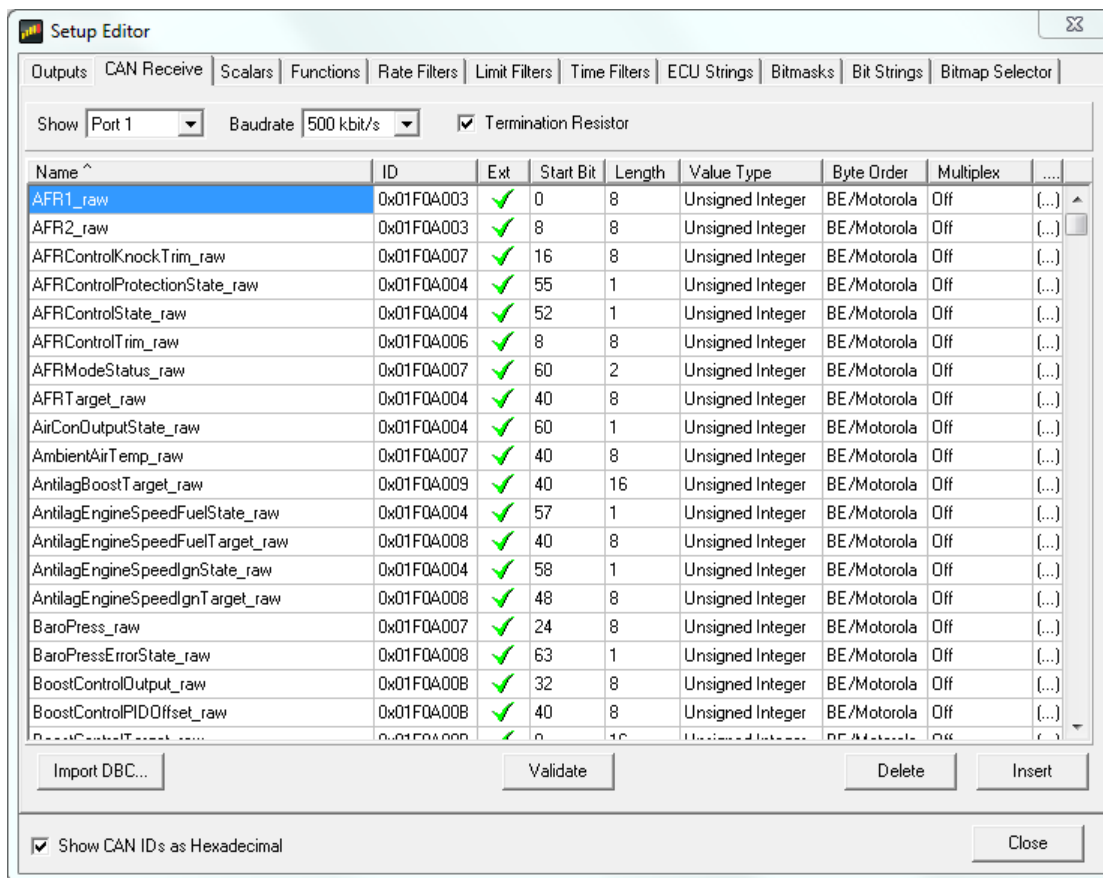 Setup Editor
Outputs CAN Receive Scalars Functions Rate Filters Limit Filters Time Filters ECU Strings Bitmasks Bit Strings Bitmap Selector
Show Port 1 Baudrate 500 kbit/s Termination Resistor
Name ^ ID Ext Start Bit Length Value Type Byte Order Multiplex ....
AFR1_raw 0x01F0A003 0 8 Unsigned Integer BE/Motorola Off (...)
AFR2_raw 0x01F0A003 8 8 Unsigned Integer BE/Motorola Off (...)
AFRControlKnockTrim_raw 0x01F0A007 16 8 Unsigned Integer BE/Motorola Off (...)
AFRControlProtectionState_raw 0x01F0A004 55 1 Unsigned Integer BE/Motorola Off (...)
AFRControlState_raw 0x01F0A004 52 1 Unsigned Integer BE/Motorola Off (...)
AFRControlTrim_raw 0x01F0A006 8 8 Unsigned Integer BE/Motorola Off (...)
AFRModeStatus_raw 0x01F0A007 60 2 Unsigned Integer BE/Motorola Off (...)
AFRTarget_raw 0x01F0A004 40 8 Unsigned Integer BE/Motorola Off (...)
AirConOutputState_raw 0x01F0A004 60 1 Unsigned Integer BE/Motorola Off (...)
AmbientAirTemp_raw 0x01F0A007 40 8 Unsigned Integer BE/Motorola Off (...)
AntilagBoostTarget_raw 0x01F0A009 40 16 Unsigned Integer BE/Motorola Off (...)
AntilagEngineSpeedFuelState_raw 0x01F0A004 57 1 Unsigned Integer BE/Motorola Off (...)
AntilagEngineSpeedFuelTarget_raw 0x01F0A008 40 8 Unsigned Integer BE/Motorola Off (...)
AntilagEngineSpeedIgnState_raw 0x01F0A004 58 1 Unsigned Integer BE/Motorola Off (...)
AntilagEngineSpeedIgnTarget_raw 0x01F0A008 48 8 Unsigned Integer BE/Motorola Off (...)
BaroPress_raw 0x01F0A007 24 8 Unsigned Integer BE/Motorola Off (...)
BaroPressErrorState_raw 0x01F0A008 63 1 Unsigned Integer BE/Motorola Off (...)
BoostControlOutput_raw 0x01F0A00B 32 8 Unsigned Integer BE/Motorola Off (...)
BoostControlPIDOffset_raw 0x01F0A00B 40 8 Unsigned Integer BE/Motorola Off (...)
Import DBC... Validate Delete Insert
Show CAN IDs as Hexadecimal Close